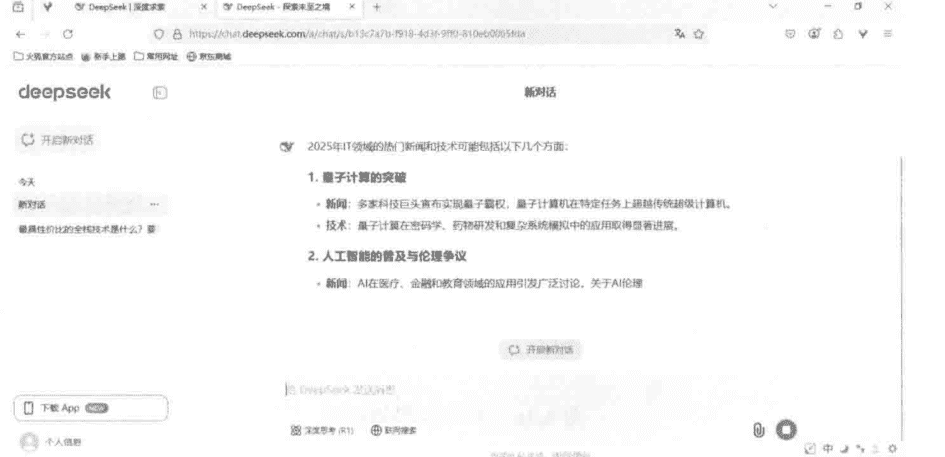 DeepSeek | 深度求索
DeepSeek - 探索未至之境
https://chat.deepseek.com/a/chat/s/
火狐官方站点 新手上路 常用网址 京东商城
deepseek
新对话
开启新对话
2025年IT领域的热门新闻和技术可能包括以下几个方面：
今天
1. 量子计算的突破
新对话 ···
• 新闻：多家科技巨头宣布实现量子霸权，量子计算机在特定任务上超越传统超级计算机。
• 技术：量子计算在密码学、药物研发和复杂系统模拟中的应用取得显著进展。
最具性价比的全栈技术是什么？要
2. 人工智能的普及与伦理争议
• 新闻：AI在医疗、金融和教育领域的应用引发广泛讨论，关于AI伦理
开启新对话
给 DeepSeek 发送消息
下载 App NEW
深度思考 (R1) 联网搜索
个人信息
中